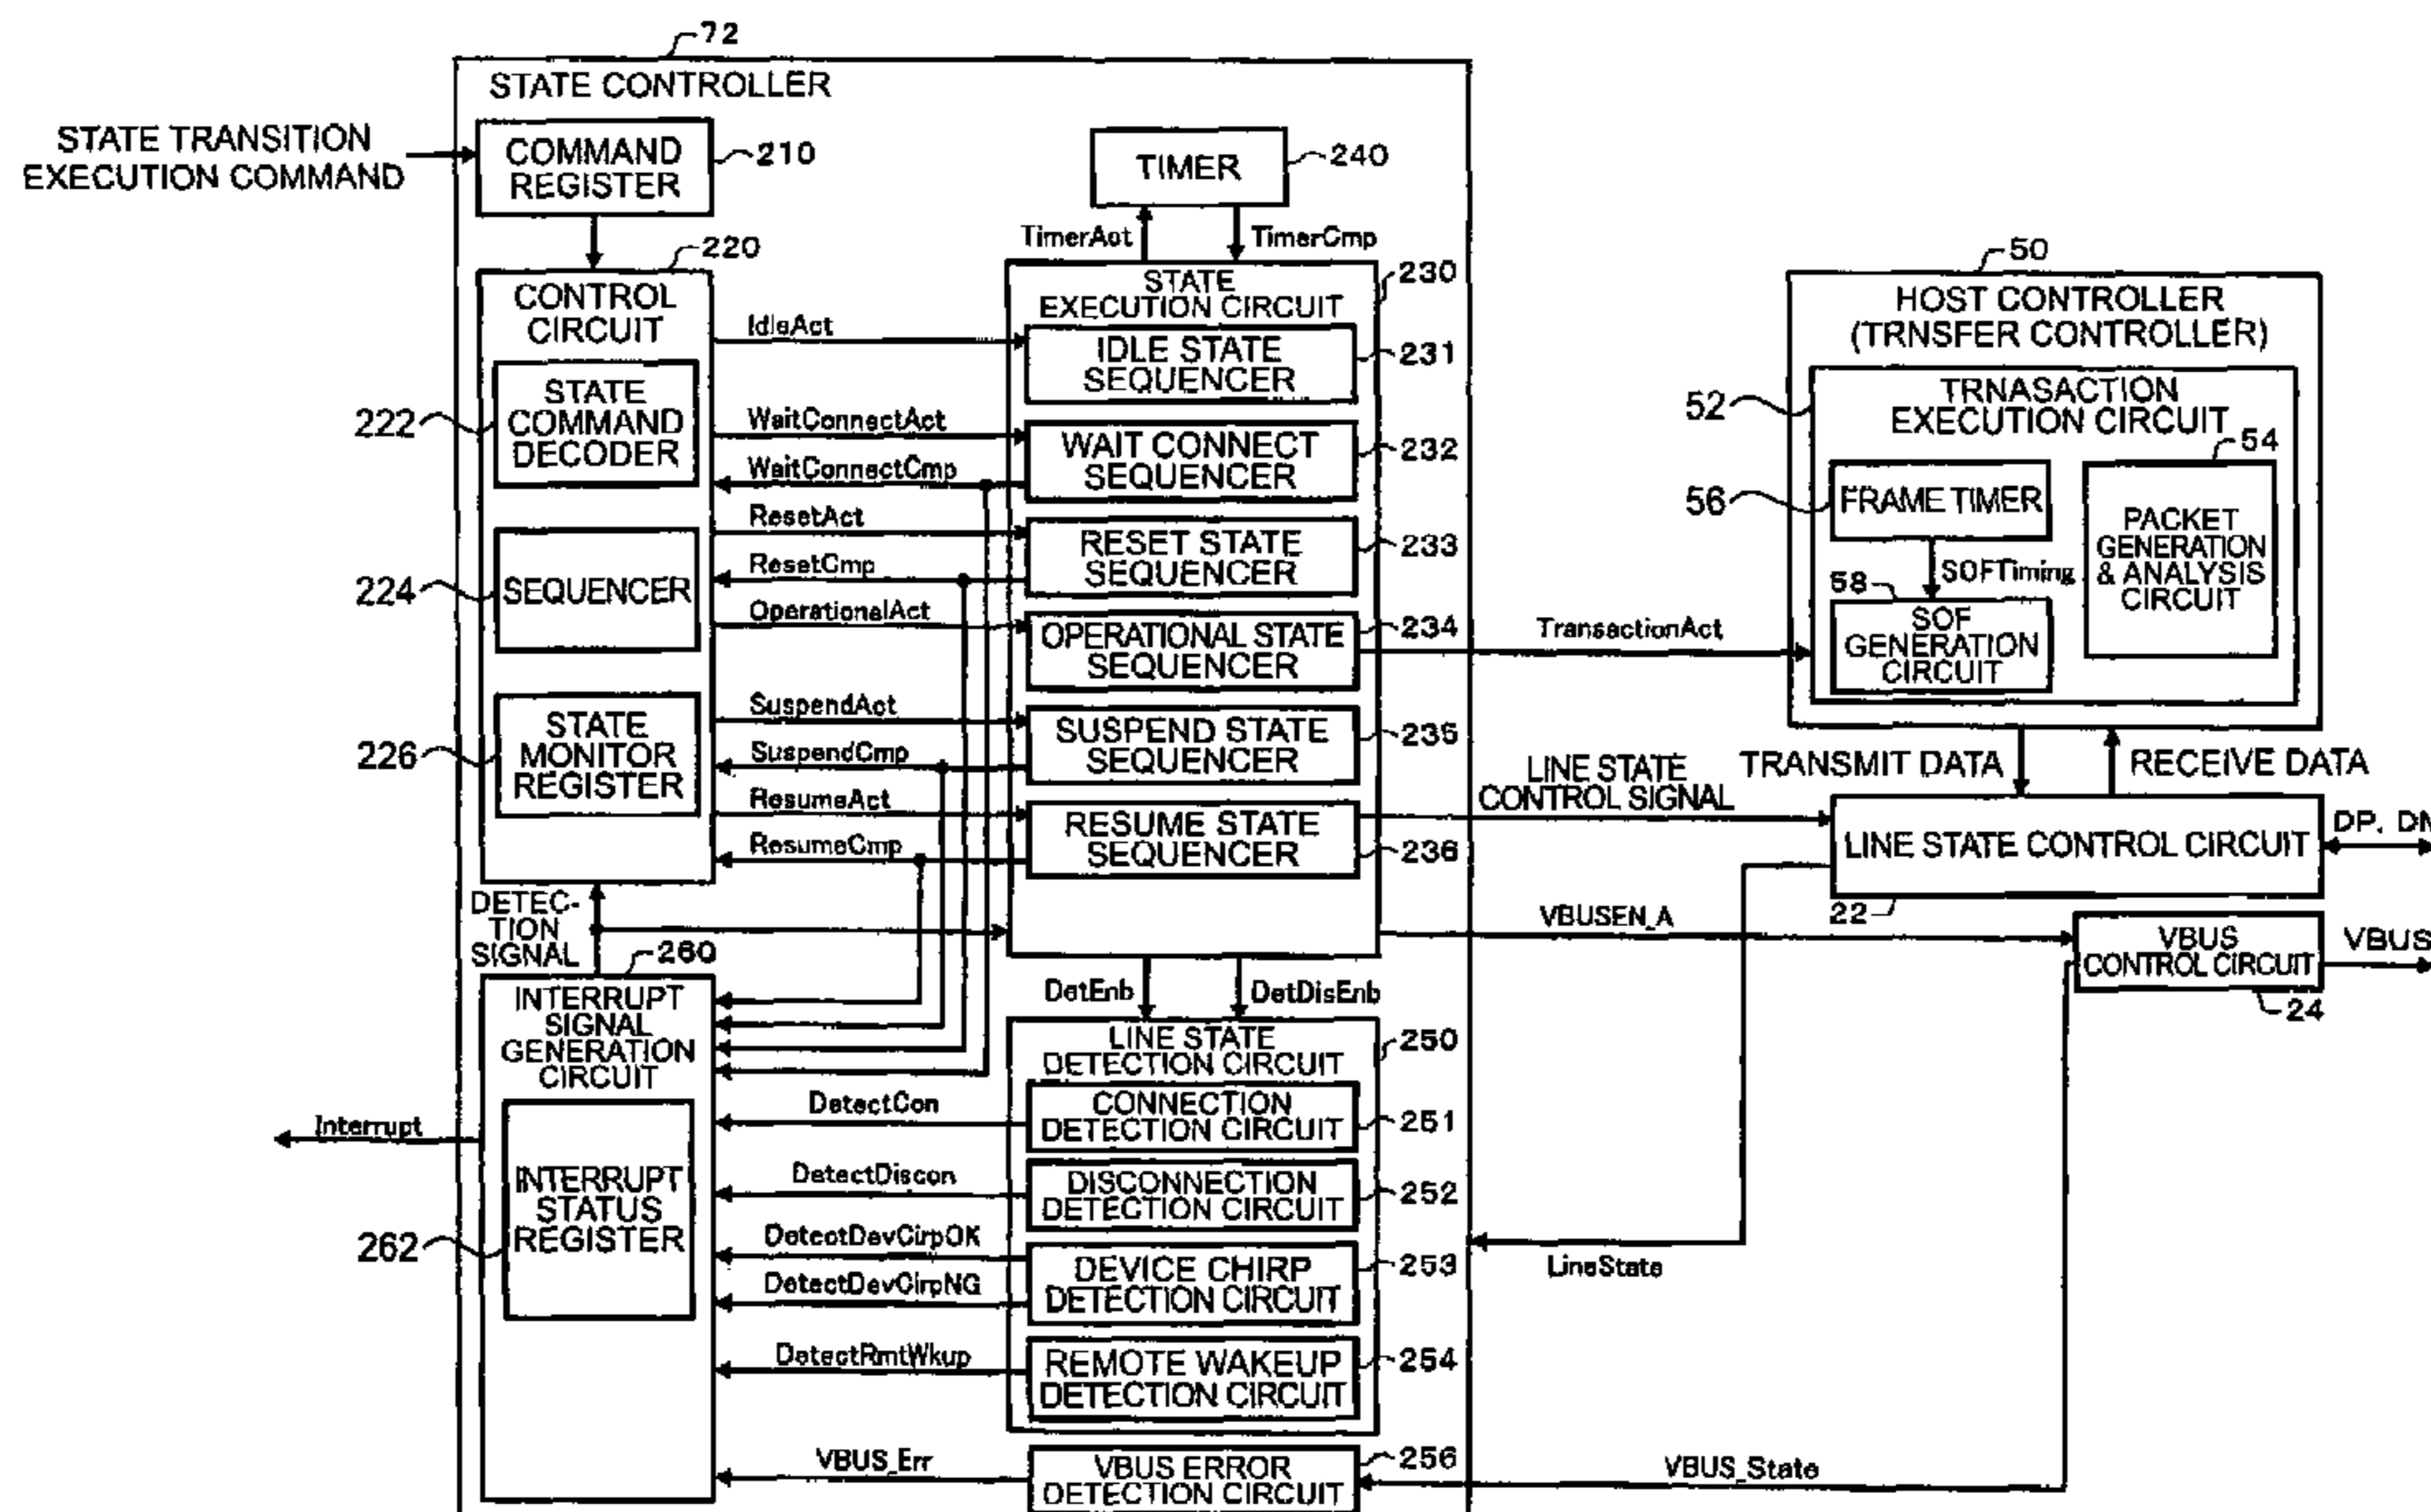 72
STATE CONTROLLER
STATE TRANSITION
EXECUTION COMMAND
COMMAND
REGISTER
210
TIMER
240
TimerAct
TimerCmp
220
CONTROL
CIRCUIT
STATE
COMMAND
DECODER
222
SEQUENCER
224
STATE
MONITOR
REGISTER
226
IdleAct
WaitConnectAct
WaitConnectCmp
ResetAct
ResetCmp
OperationalAct
SuspendAct
SuspendCmp
ResumeAct
ResumeCmp
STATE
EXECUTION CIRCUIT
230
IDLE STATE
SEQUENCER
231
WAIT CONNECT
SEQUENCER
232
RESET STATE
SEQUENCER
233
OPERATIONAL STATE
SEQUENCER
234
SUSPEND STATE
SEQUENCER
235
RESUME STATE
SEQUENCER
236
50
HOST CONTROLLER
(TRNSFER CONTROLLER)
52
TRNASACTION
EXECUTION CIRCUIT
54
56
FRAME TIMER
PACKET
GENERATION
& ANALYSIS
CIRCUIT
SOFTiming
58
SOF
GENERATION
CIRCUIT
TransactionAct
TRANSMIT DATA
RECEIVE DATA
LINE STATE
CONTROL SIGNAL
LINE STATE CONTROL CIRCUIT
DP, DM
22
VBUSEN_A
VBUS
CONTROL CIRCUIT
VBUS
24
DETEC-
TION
SIGNAL
260
INTERRUPT
SIGNAL
GENERATION
CIRCUIT
Interrupt
INTERRUPT
STATUS
REGISTER
262
DetEnb
DetDisEnb
LINE STATE
DETECTION CIRCUIT
250
DetectCon
CONNECTION
DETECTION CIRCUIT
251
DetectDiscon
DISCONNECTION
DETECTION CIRCUIT
252
DetectDevCirpOK
DetectDevCirpNG
DEVICE CHIRP
DETECTION CIRCUIT
253
DetectRmtWkup
REMOTE WAKEUP
DETECTION CIRCUIT
254
LineState
VBUS_Err
VBUS ERROR
DETECTION CIRCUIT
256
VBUS_State